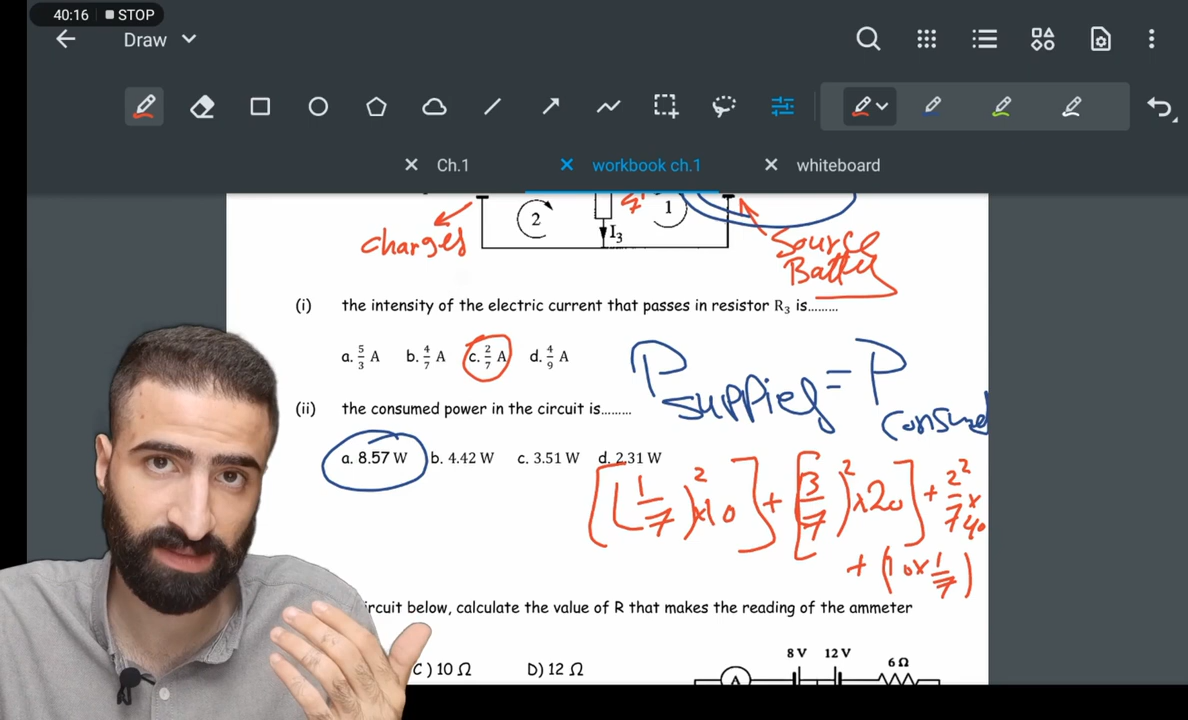 40:16 STOP
Draw
Ch.1 workbook ch.1 whiteboard
2 1
I₃
charges
Source
Battery
(i) the intensity of the electric current that passes in resistor R₃ is.........
a. 5/3 A b. 4/7 A c. 2/7 A d. 4/9 A
P supplies = P consumed
(ii) the consumed power in the circuit is.........
a. 8.57 W b. 4.42 W c. 3.51 W d. 2.31 W
[(1/7)² × 10] + [(3/7)² × 20] + 2/7² × 40
+ (10 × 1/7)
ircuit below, calculate the value of R that makes the reading of the ammeter
8 V 12 V 6 Ω
C ) 10 Ω D) 12 Ω
A